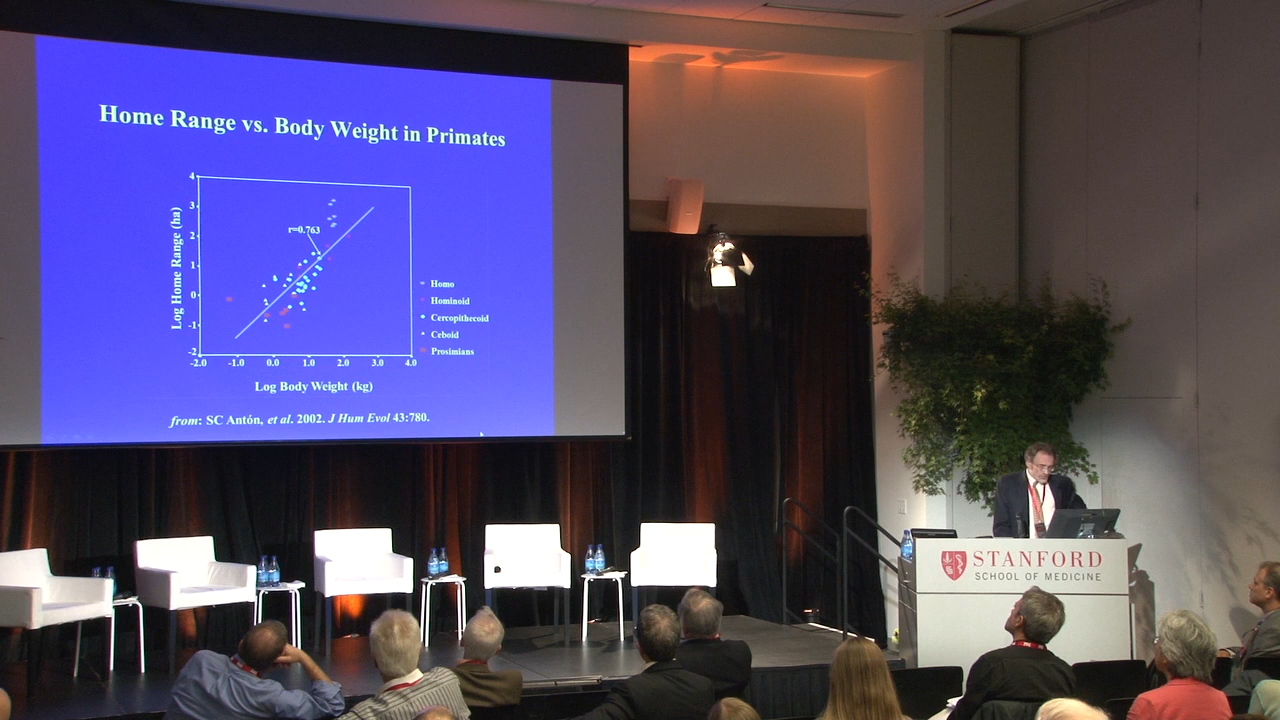 Home Range vs. Body Weight in Primates
4
3
2
1
0
-1
-2
Log Home Range (ha)
r=0.763
Homo
Hominoid
Cercopithecoid
Ceboid
Prosimians
-2.0 -1.0 0.0 1.0 2.0 3.0 4.0
Log Body Weight (kg)
from: SC Antón, et al. 2002. J Hum Evol 43:780.
STANFORD
SCHOOL OF MEDICINE